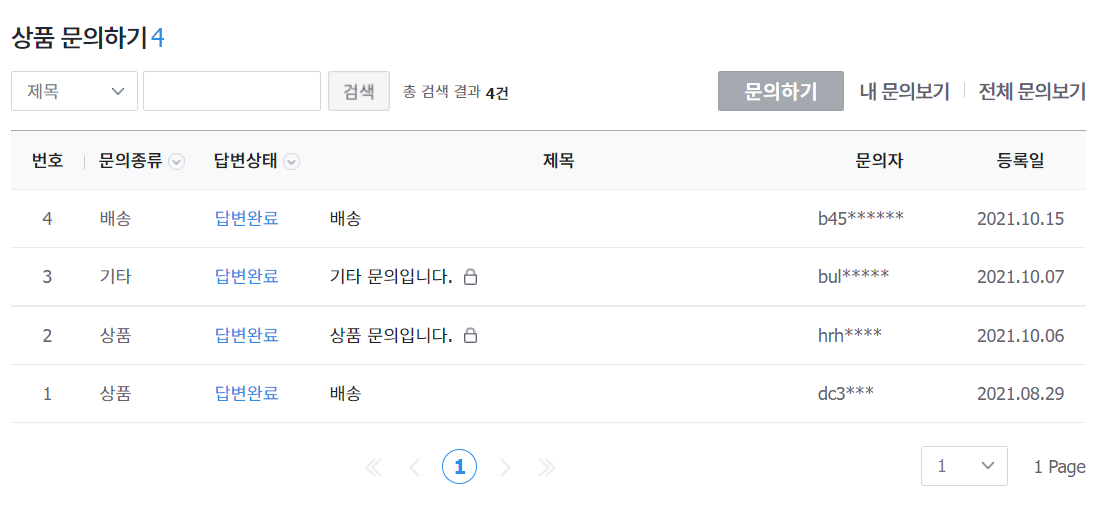 상품 문의하기 4
제목 검색 총 검색 결과 4건 문의하기 내 문의보기 전체 문의보기
번호 문의종류 답변상태 제목 문의자 등록일
4 배송 답변완료 배송 b45****** 2021.10.15
3 기타 답변완료 기타 문의입니다. bul***** 2021.10.07
2 상품 답변완료 상품 문의입니다. hrh**** 2021.10.06
1 상품 답변완료 배송 dc3*** 2021.08.29
1 1 1 Page